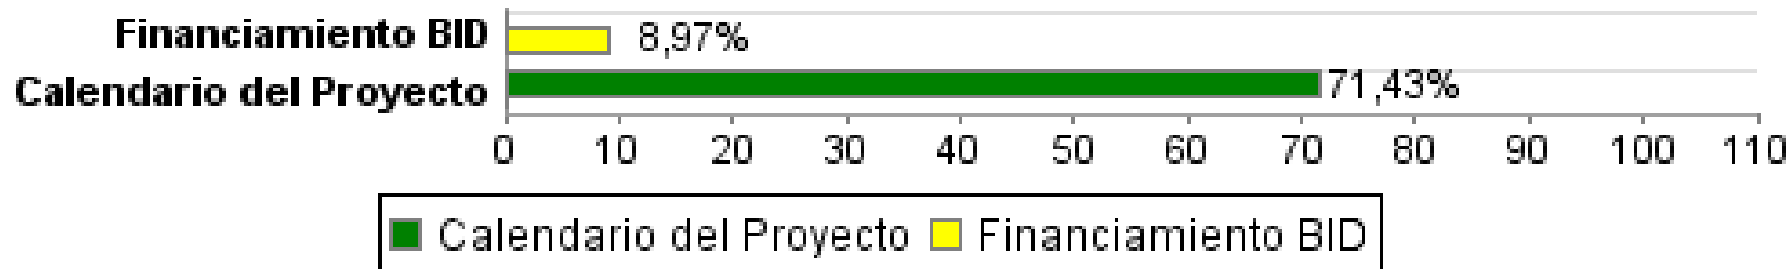 Financiamiento BID 8,97%
Calendario del Proyecto 71,43%
0 10 20 30 40 50 60 70 80 90 100 110
Calendario del Proyecto Financiamiento BID